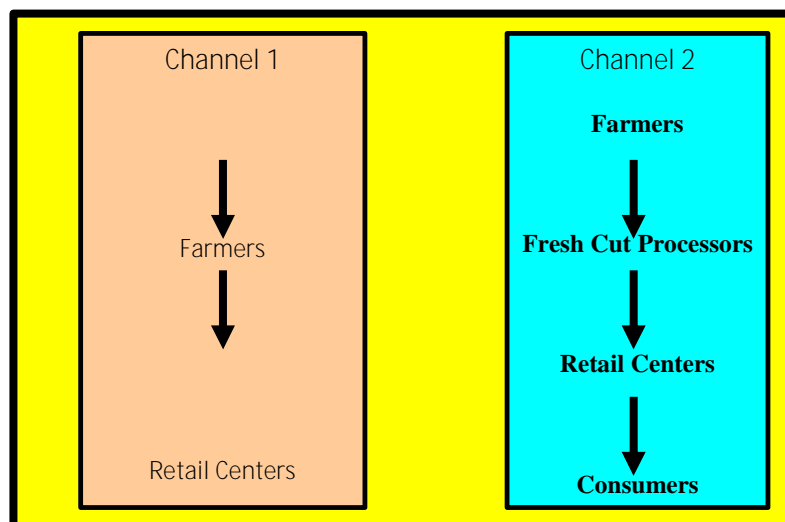 Channel 1
Farmers
Retail Centers
Channel 2
Farmers
Fresh Cut Processors
Retail Centers
Consumers